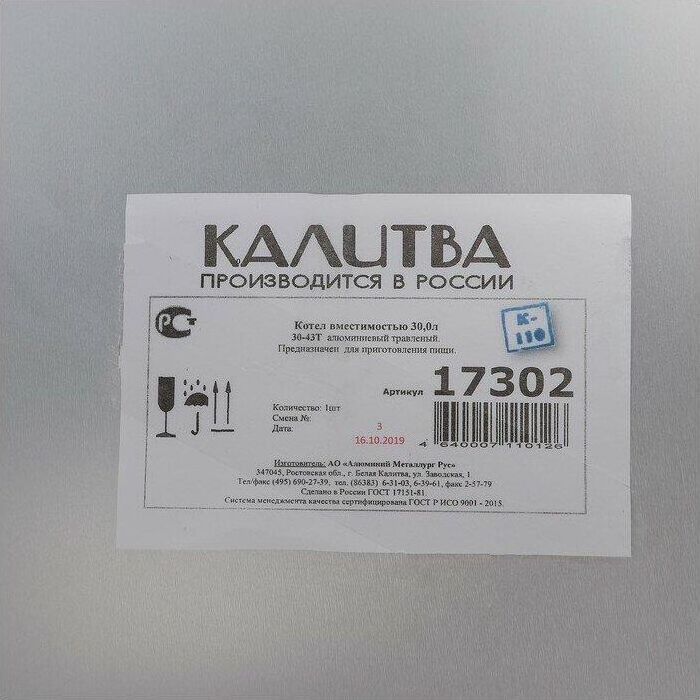 КАЛИТВА
ПРОИЗВОДИТСЯ В РОССИИ
РСТ
Котел вместимостью 30,0л
30-43Т алюминиевый травленый.
Предназначен для приготовления пищи.
К-
110
Артикул 17302
Количество: 1шт
Смена №: 3
Дата: 16.10.2019
4 640007 110126
Изготовитель: АО «Алюминий Металлург Рус»
347045, Ростовская обл., г. Белая Калитва, ул. Заводская, 1
Тел/факс (495) 690-27-39, тел. (86383) 6-31-03, 6-39-61, факс 2-57-79
Сделано в России ГОСТ 17151-81.
Система менеджмента качества сертифицирована ГОСТ Р ИСО 9001 - 2015.